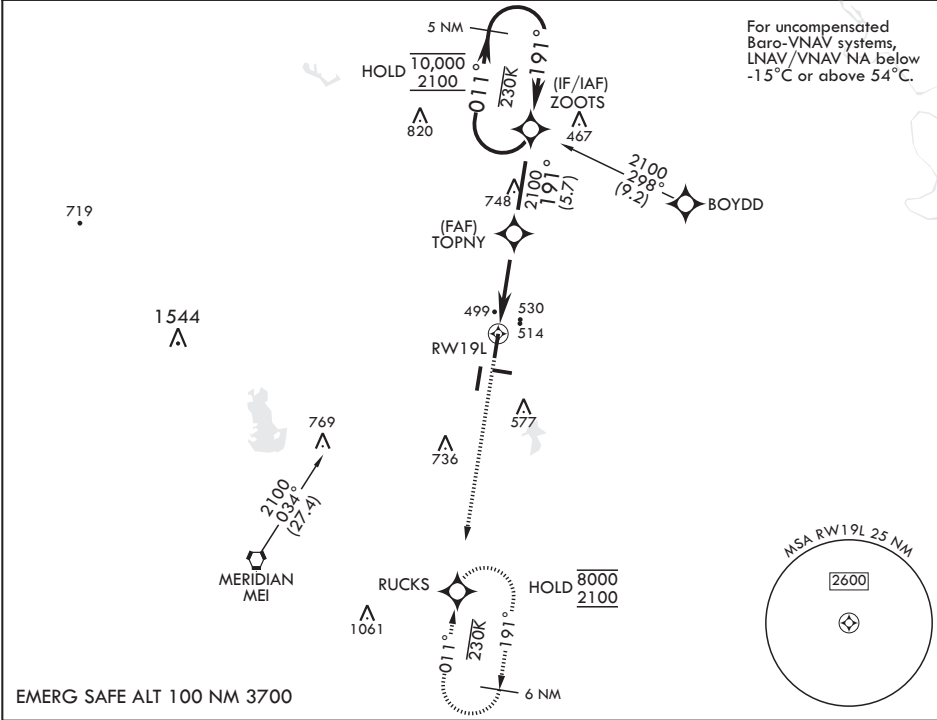 5 NM
HOLD 10,000
2100
011°
230K
191°
(IF/IAF)
ZOOTS
For uncompensated
Baro-VNAV systems,
LNAV/VNAV NA below
-15°C or above 54°C.
820
467
2100
298°
(9.2)
BOYDD
748
2100
191°
(5.7)
719
(FAF)
TOPNY
1544
499
530
514
RW19L
577
769
736
2100
034°
(27.4)
MERIDIAN
MEI
MSA RW19L 25 NM
2600
RUCKS
HOLD 8000
2100
1061
011°
230K
191°
6 NM
EMERG SAFE ALT 100 NM 3700